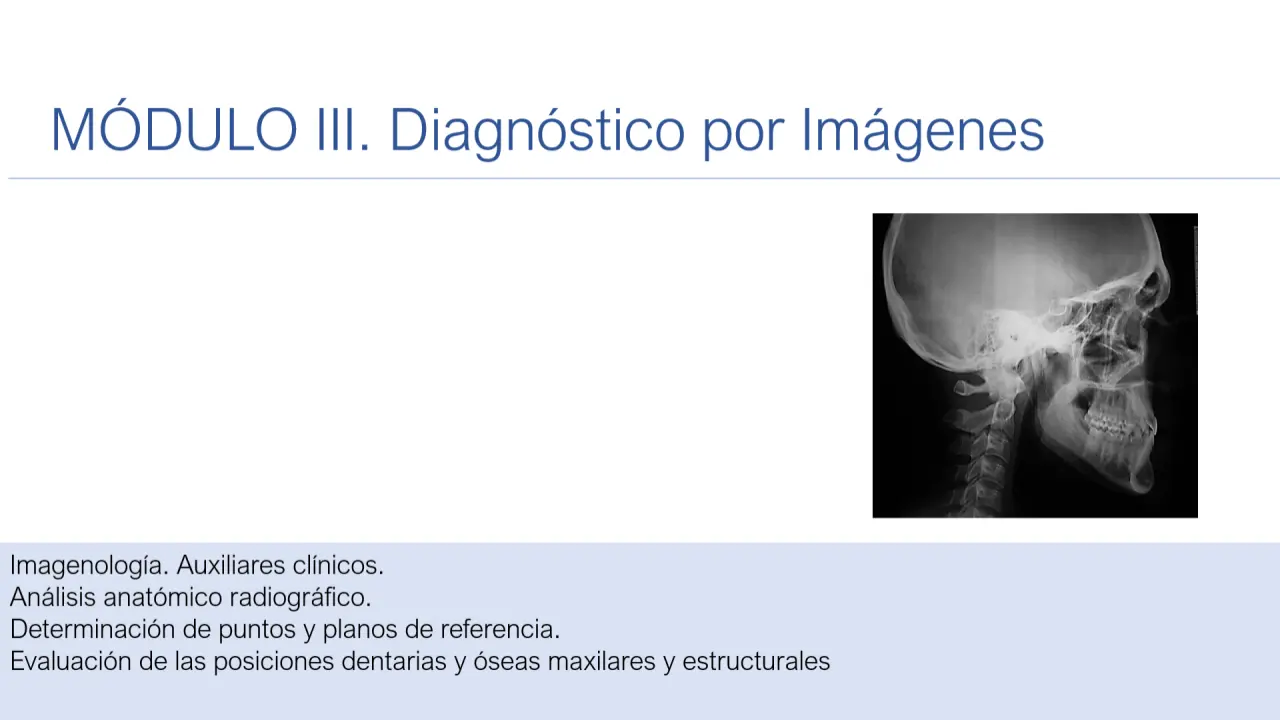 MÓDULO III. Diagnóstico por Imágenes
Imagenología. Auxiliares clínicos.
Análisis anatómico radiográfico.
Determinación de puntos y planos de referencia.
Evaluación de las posiciones dentarias y óseas maxilares y estructurales